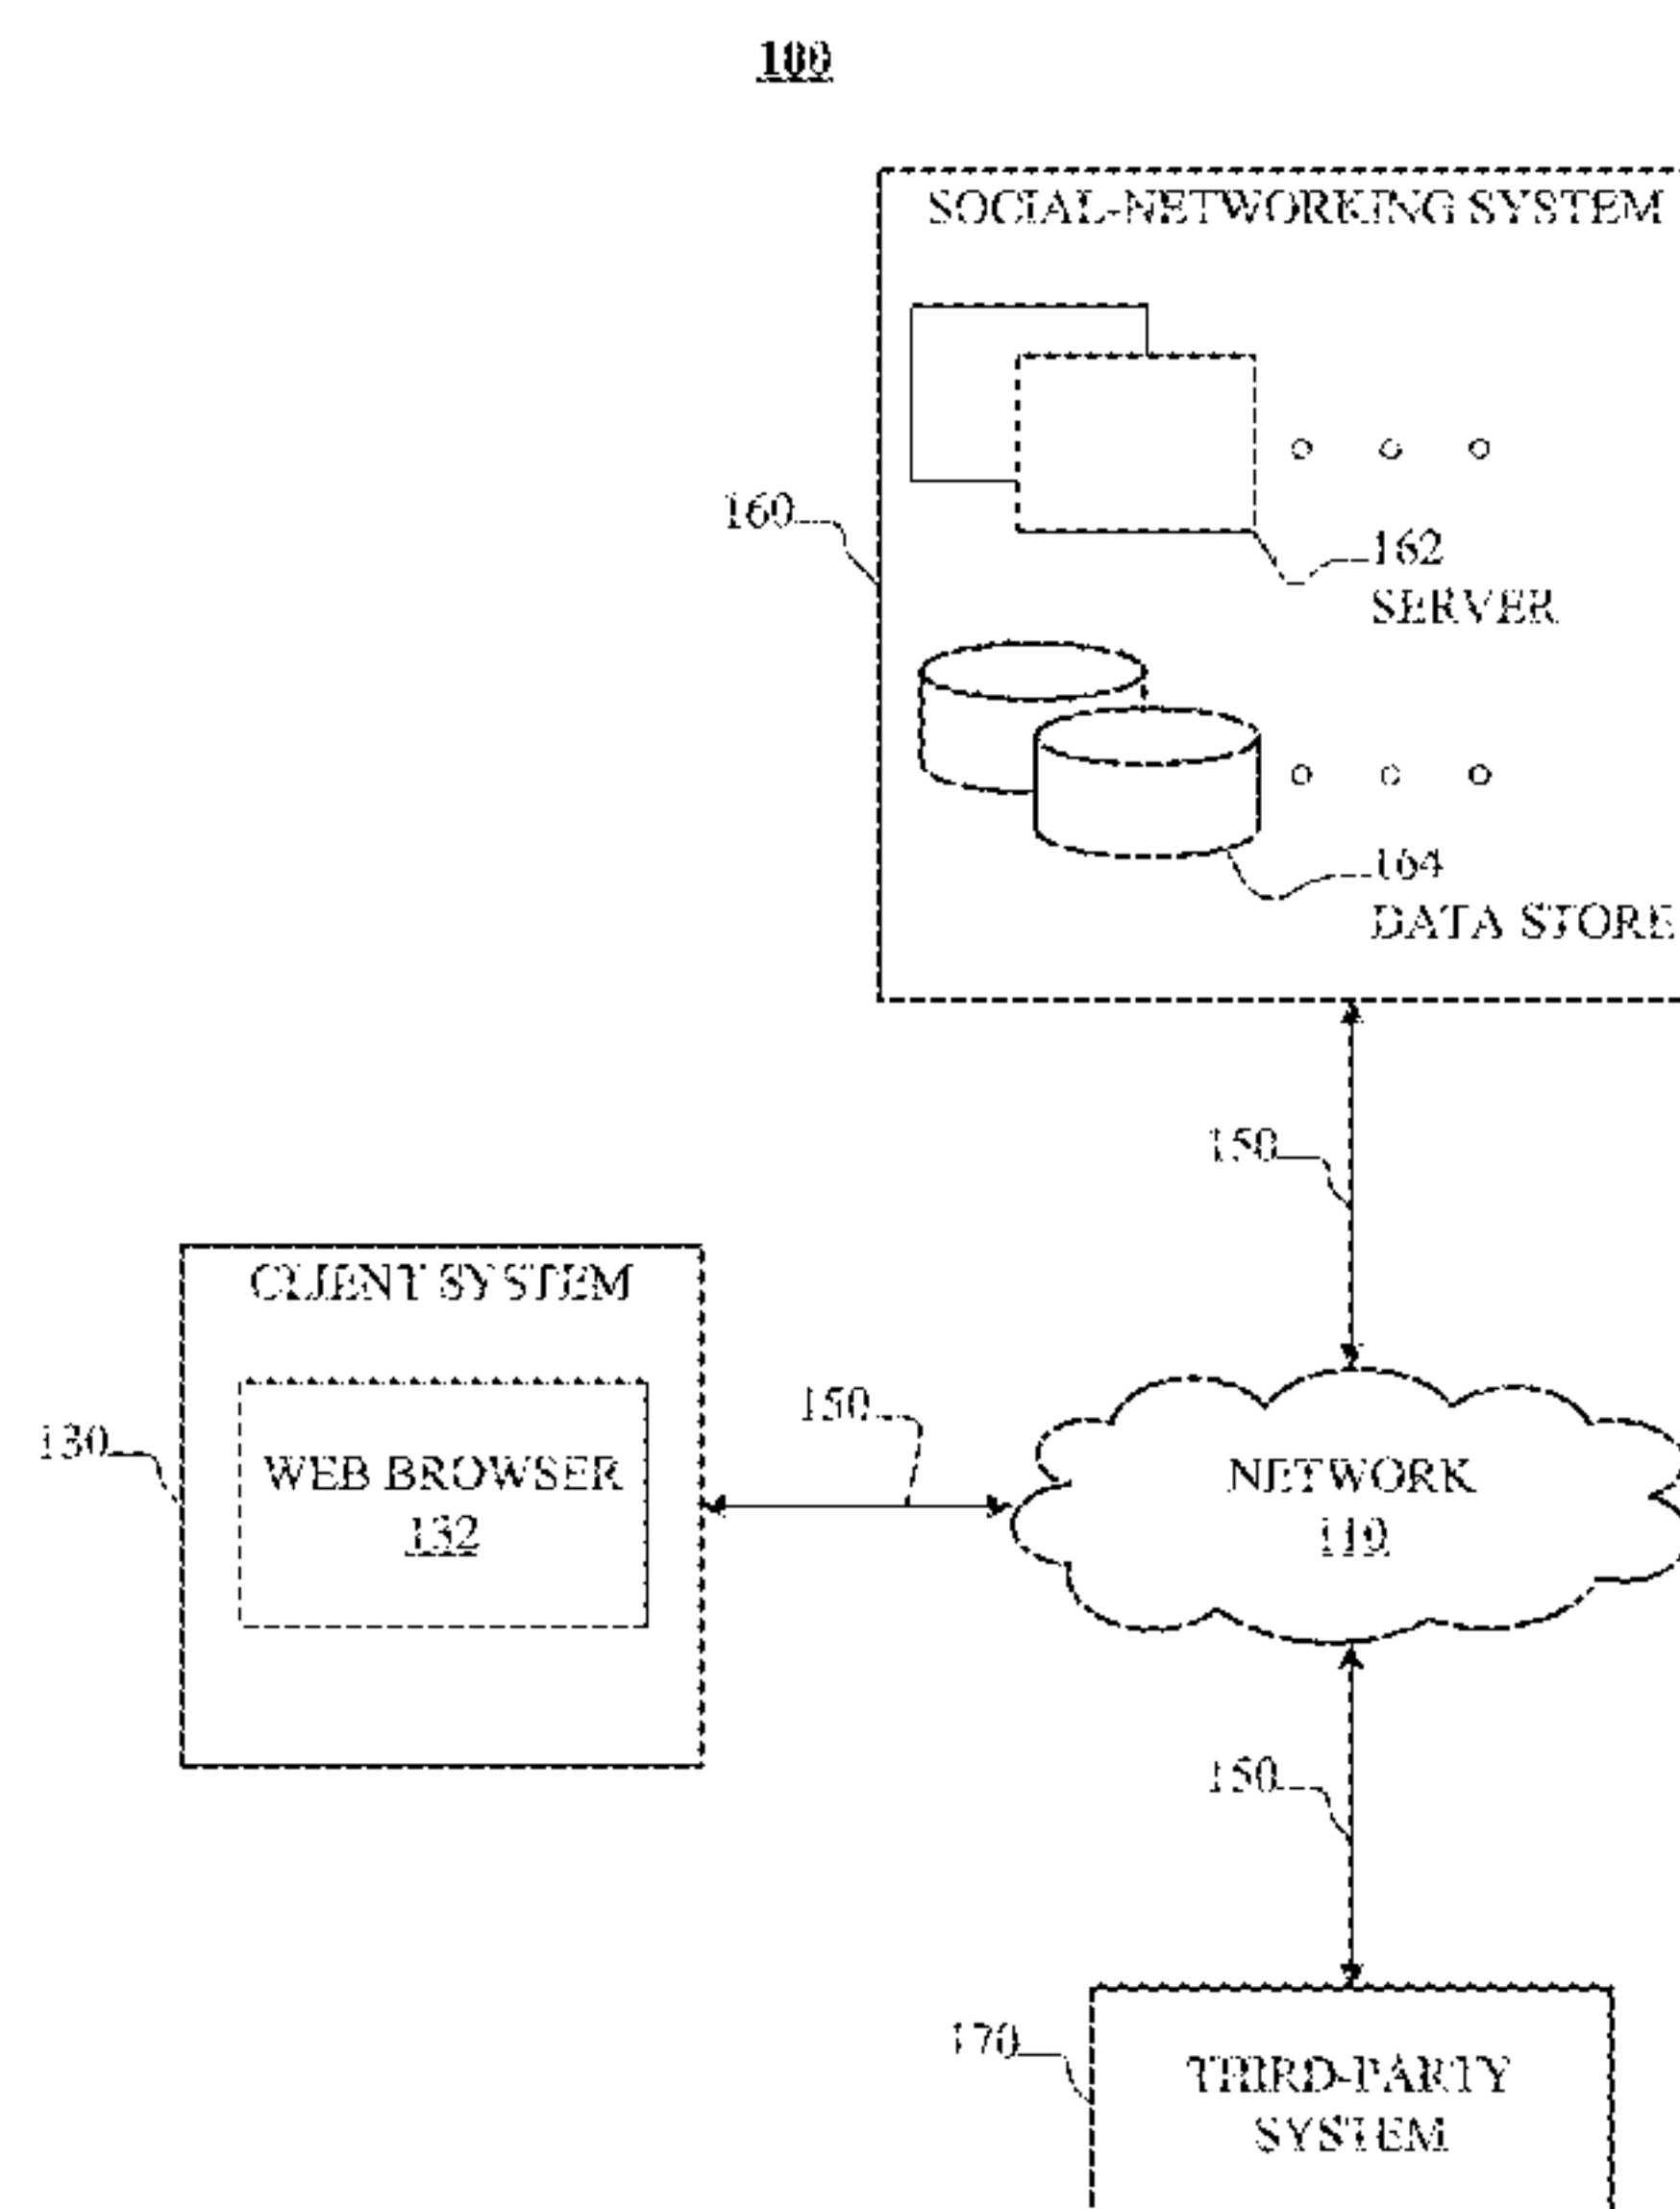 100
SOCIAL-NETWORKING SYSTEM
160
162
SERVER
164
DATA STORE
150
CLIENT SYSTEM
130
WEB BROWSER
132
150
NETWORK
110
150
170
THIRD-PARTY
SYSTEM